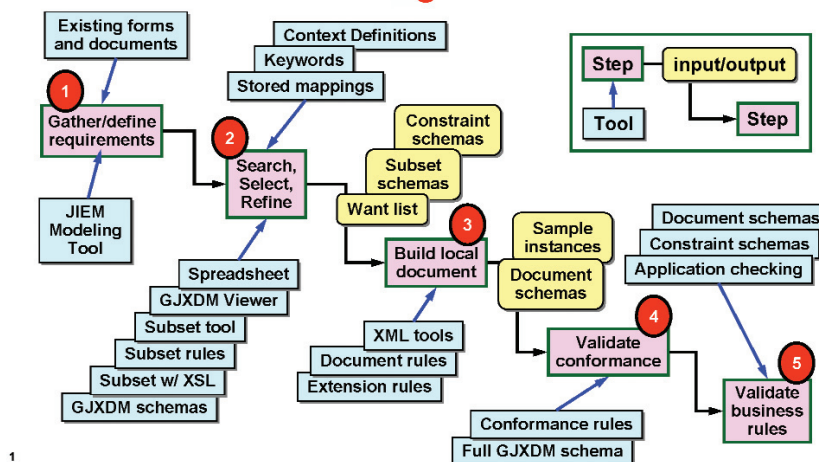 Existing forms
and documents
1
Gather/define
requirements
JIEM
Modeling
Tool
Context Definitions
Keywords
Stored mappings
2
Search,
Select,
Refine
Spreadsheet
GJXDM Viewer
Subset tool
Subset rules
Subset w/ XSL
GJXDM schemas
Constraint
schemas
Subset
schemas
Want list
3
Build local
document
XML tools
Document rules
Extension rules
Sample
instances
Document
schemas
4
Validate
conformance
Conformance rules
Full GJXDM schema
Document schemas
Constraint schemas
Application checking
5
Validate
business
rules
Step
input/output
Tool
Step
1